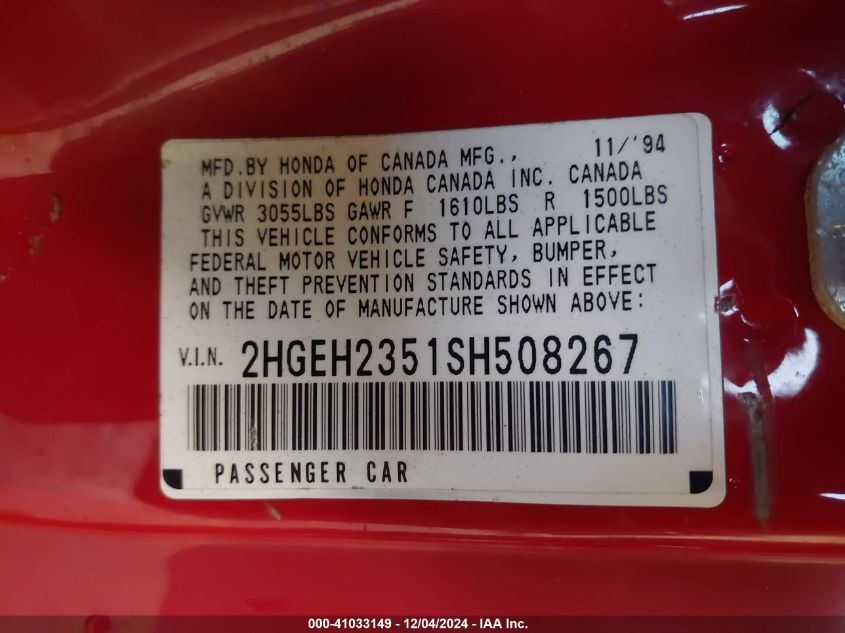 MFD.BY HONDA OF CANADA MFG., 11/'94
A DIVISION OF HONDA CANADA INC. CANADA
GVWR 3055LBS GAWR F 1610LBS R 1500LBS
THIS VEHICLE CONFORMS TO ALL APPLICABLE
FEDERAL MOTOR VEHICLE SAFETY, BUMPER,
AND THEFT PREVENTION STANDARDS IN EFFECT
ON THE DATE OF MANUFACTURE SHOWN ABOVE:
V.I.N. 2HGEH2351SH508267
PASSENGER CAR
000-41033149 - 12/04/2024 - IAA Inc.